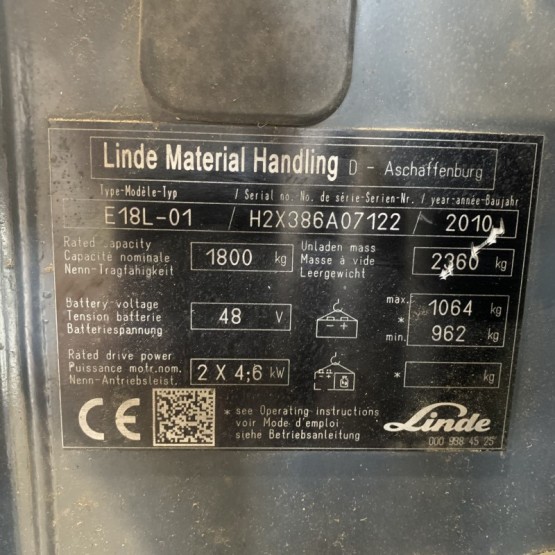 Linde Material Handling D - Aschaffenburg
Type-Modèle-Typ / Serial no. No. de série-Serien-Nr. / year-année-Baujahr
E18L-01 / H2X386A07122 / 2010
Rated capacity
Capacité nominale
Nenn-Tragfähigkeit
1800 kg
Unladen mass
Masse à vide
Leergewicht
2360 kg
Battery voltage
Tension batterie
Batteriespannung
48 V
- +
max.
*
min.
1064 kg
962 kg
Rated drive power
Puissance motr.nom.
Nenn-Antriebsleist.
2 X 4;6 kW
* kg
CE
* see Operating instructions
voir Mode d'emploi
siehe Betriebsanleitung
Linde
000 938 45 25